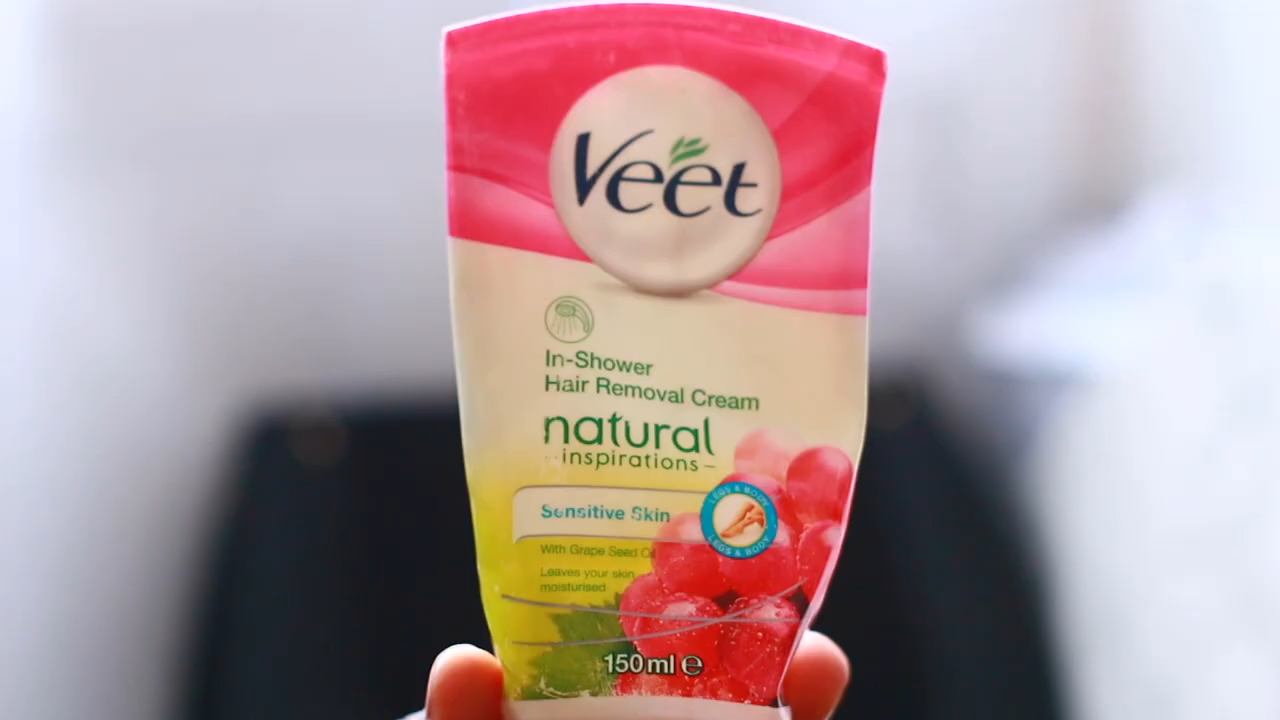 Veet
In-Shower
Hair Removal Cream
natural
inspirations
Sensitive Skin
LEGS & BODY
LEGS & BODY
With Grape Seed Oil
Leaves your skin
moisturised
150ml e